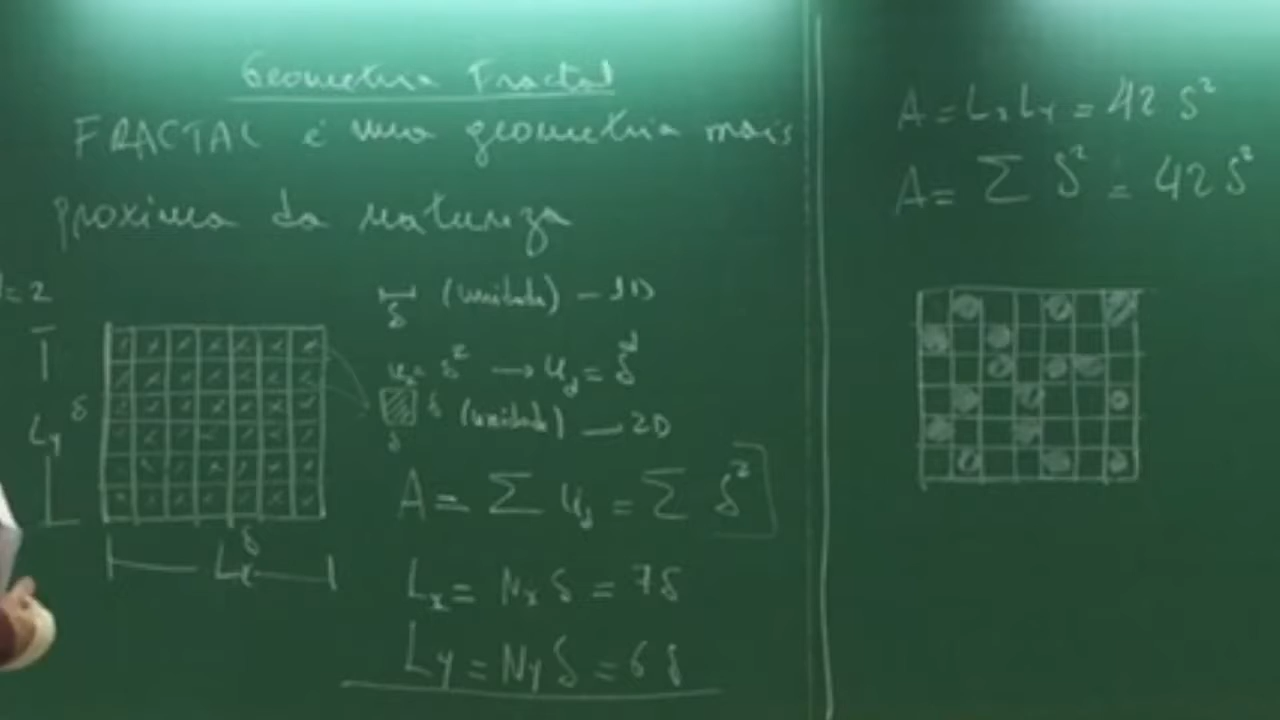 Geometria Fractal
FRACTAL é uma geometria mais
proxima da natureza
=2
δ (unidade) - 1D
u = δ² → u_d = δ^d
δ
δ (unidade) - 2D
δ
Ly
A = Σ u_d = Σ δ²
δ
Lx
Lx = Nx δ = 7δ
Ly = Ny δ = 6δ
A = Lx Ly = 42 δ²
A = Σ δ² = 42 δ²